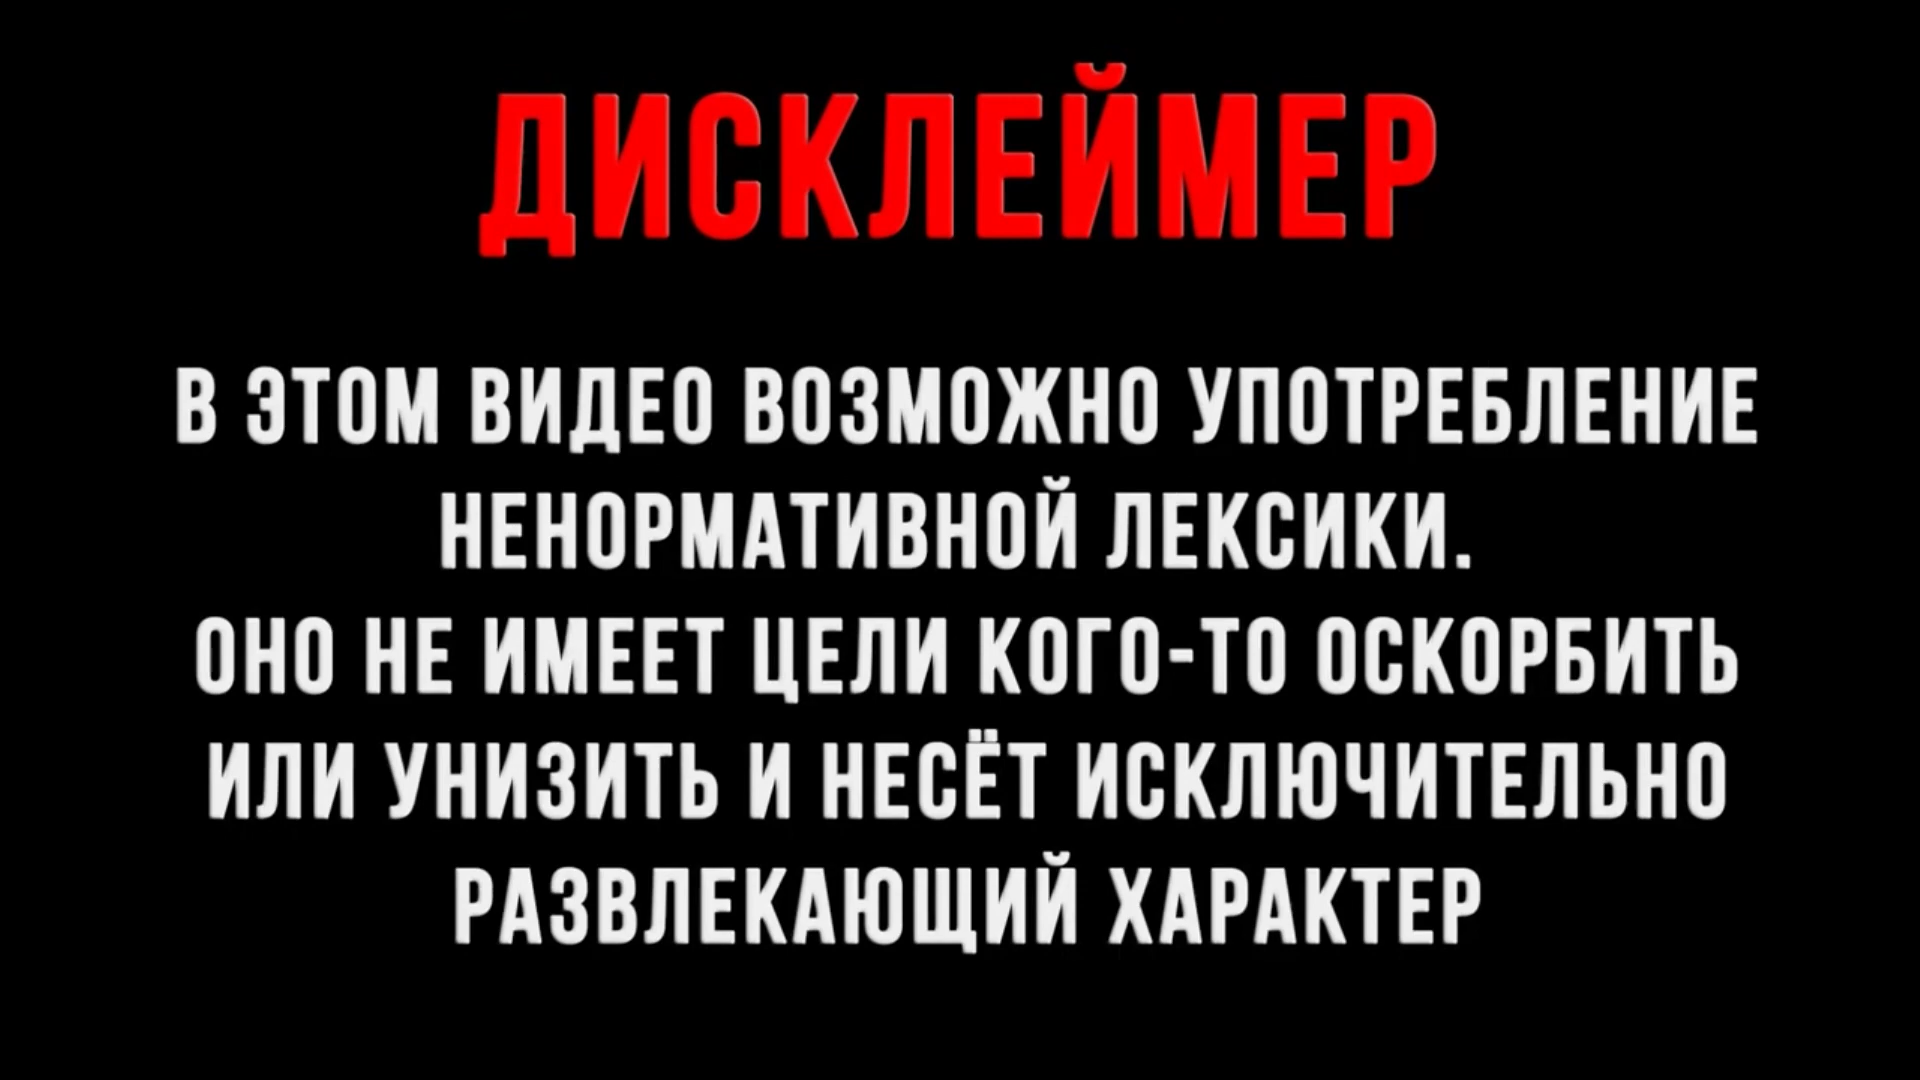 ДИСКЛЕЙМЕР
В ЭТОМ ВИДЕО ВОЗМОЖНО УПОТРЕБЛЕНИЕ
НЕНОРМАТИВНОЙ ЛЕКСИКИ.
ОНО НЕ ИМЕЕТ ЦЕЛИ КОГО-ТО ОСКОРБИТЬ
ИЛИ УНИЗИТЬ И НЕСЁТ ИСКЛЮЧИТЕЛЬНО
РАЗВЛЕКАЮЩИЙ ХАРАКТЕР